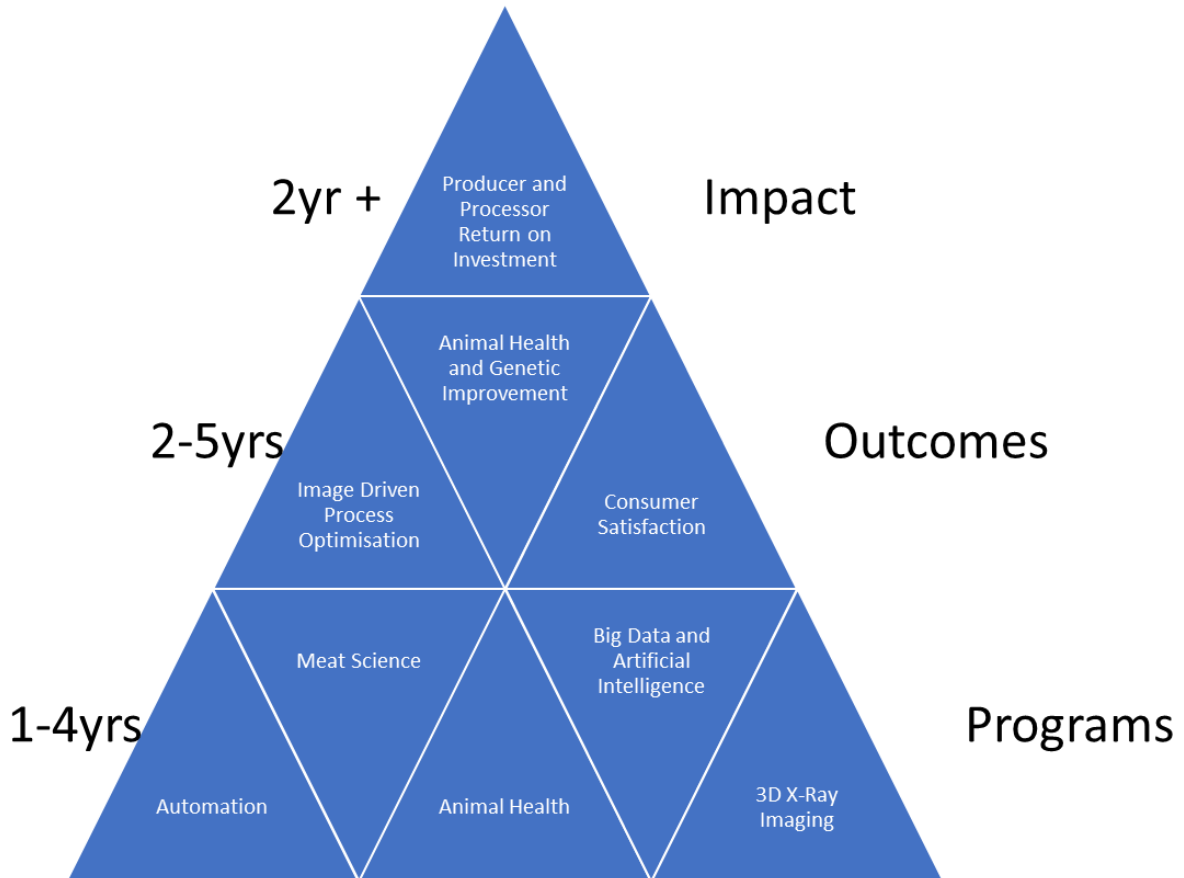 2yr +
Producer and
Processor
Return on
Investment
Impact
Animal Health
and Genetic
Improvement
2-5yrs
Outcomes
Image Driven
Process
Optimisation
Consumer
Satisfaction
Meat Science
Big Data and
Artificial
Intelligence
1-4yrs
Programs
Automation
Animal Health
3D X-Ray
Imaging